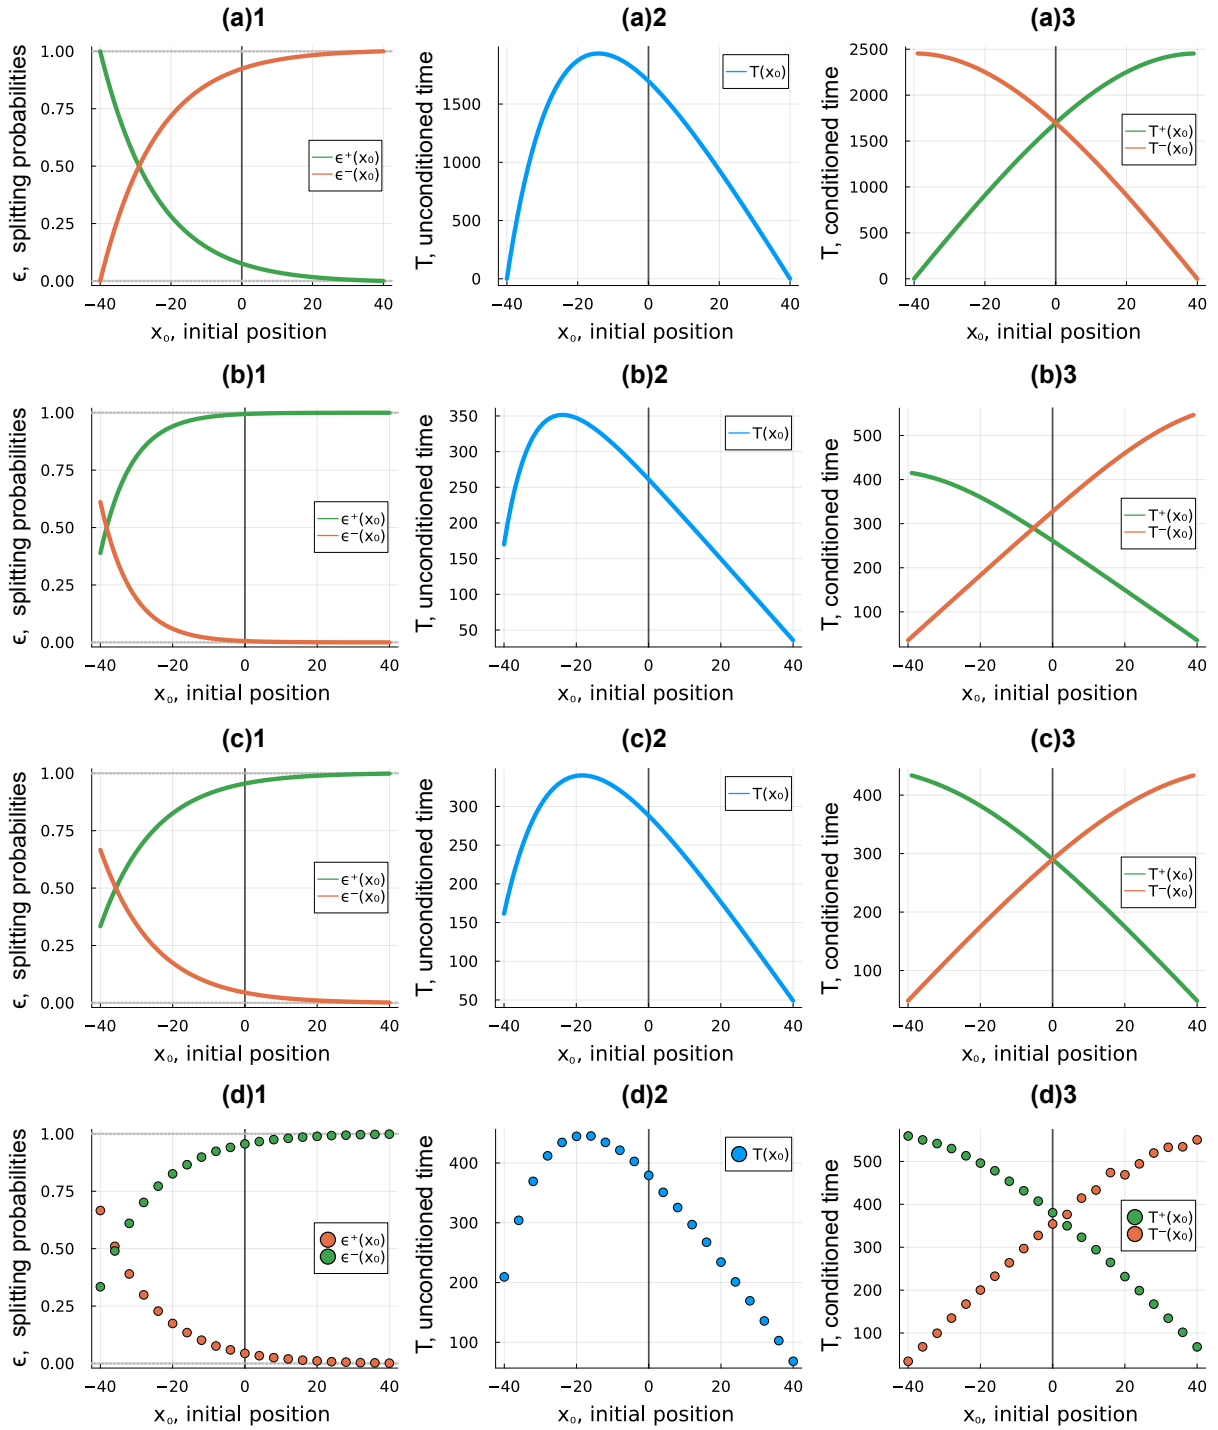 (a)1
ϵ, splitting probabilities
1.00
0.75
0.50
0.25
0.00
ϵ⁺(x₀)
ϵ⁻(x₀)
−40 −20 0 20 40
x₀, initial position
(a)2
T, unconditioned time
1500
1000
500
0
T(x₀)
−40 −20 0 20 40
x₀, initial position
(a)3
T, conditioned time
2500
2000
1500
1000
500
0
T⁺(x₀)
T⁻(x₀)
−40 −20 0 20 40
x₀, initial position
(b)1
ϵ, splitting probabilities
1.00
0.75
0.50
0.25
0.00
ϵ⁺(x₀)
ϵ⁻(x₀)
−40 −20 0 20 40
x₀, initial position
(b)2
T, unconditioned time
350
300
250
200
150
100
50
T(x₀)
−40 −20 0 20 40
x₀, initial position
(b)3
T, conditioned time
500
400
300
200
100
T⁺(x₀)
T⁻(x₀)
−40 −20 0 20 40
x₀, initial position
(c)1
ϵ, splitting probabilities
1.00
0.75
0.50
0.25
0.00
ϵ⁺(x₀)
ϵ⁻(x₀)
−40 −20 0 20 40
x₀, initial position
(c)2
T, unconditioned time
300
250
200
150
100
50
T(x₀)
−40 −20 0 20 40
x₀, initial position
(c)3
T, conditioned time
400
300
200
100
T⁺(x₀)
T⁻(x₀)
−40 −20 0 20 40
x₀, initial position
(d)1
ϵ, splitting probabilities
1.00
0.75
0.50
0.25
0.00
ϵ⁺(x₀)
ϵ⁻(x₀)
−40 −20 0 20 40
x₀, initial position
(d)2
T, unconditioned time
400
300
200
100
T(x₀)
−40 −20 0 20 40
x₀, initial position
(d)3
T, conditioned time
500
400
300
200
100
T⁺(x₀)
T⁻(x₀)
−40 −20 0 20 40
x₀, initial position